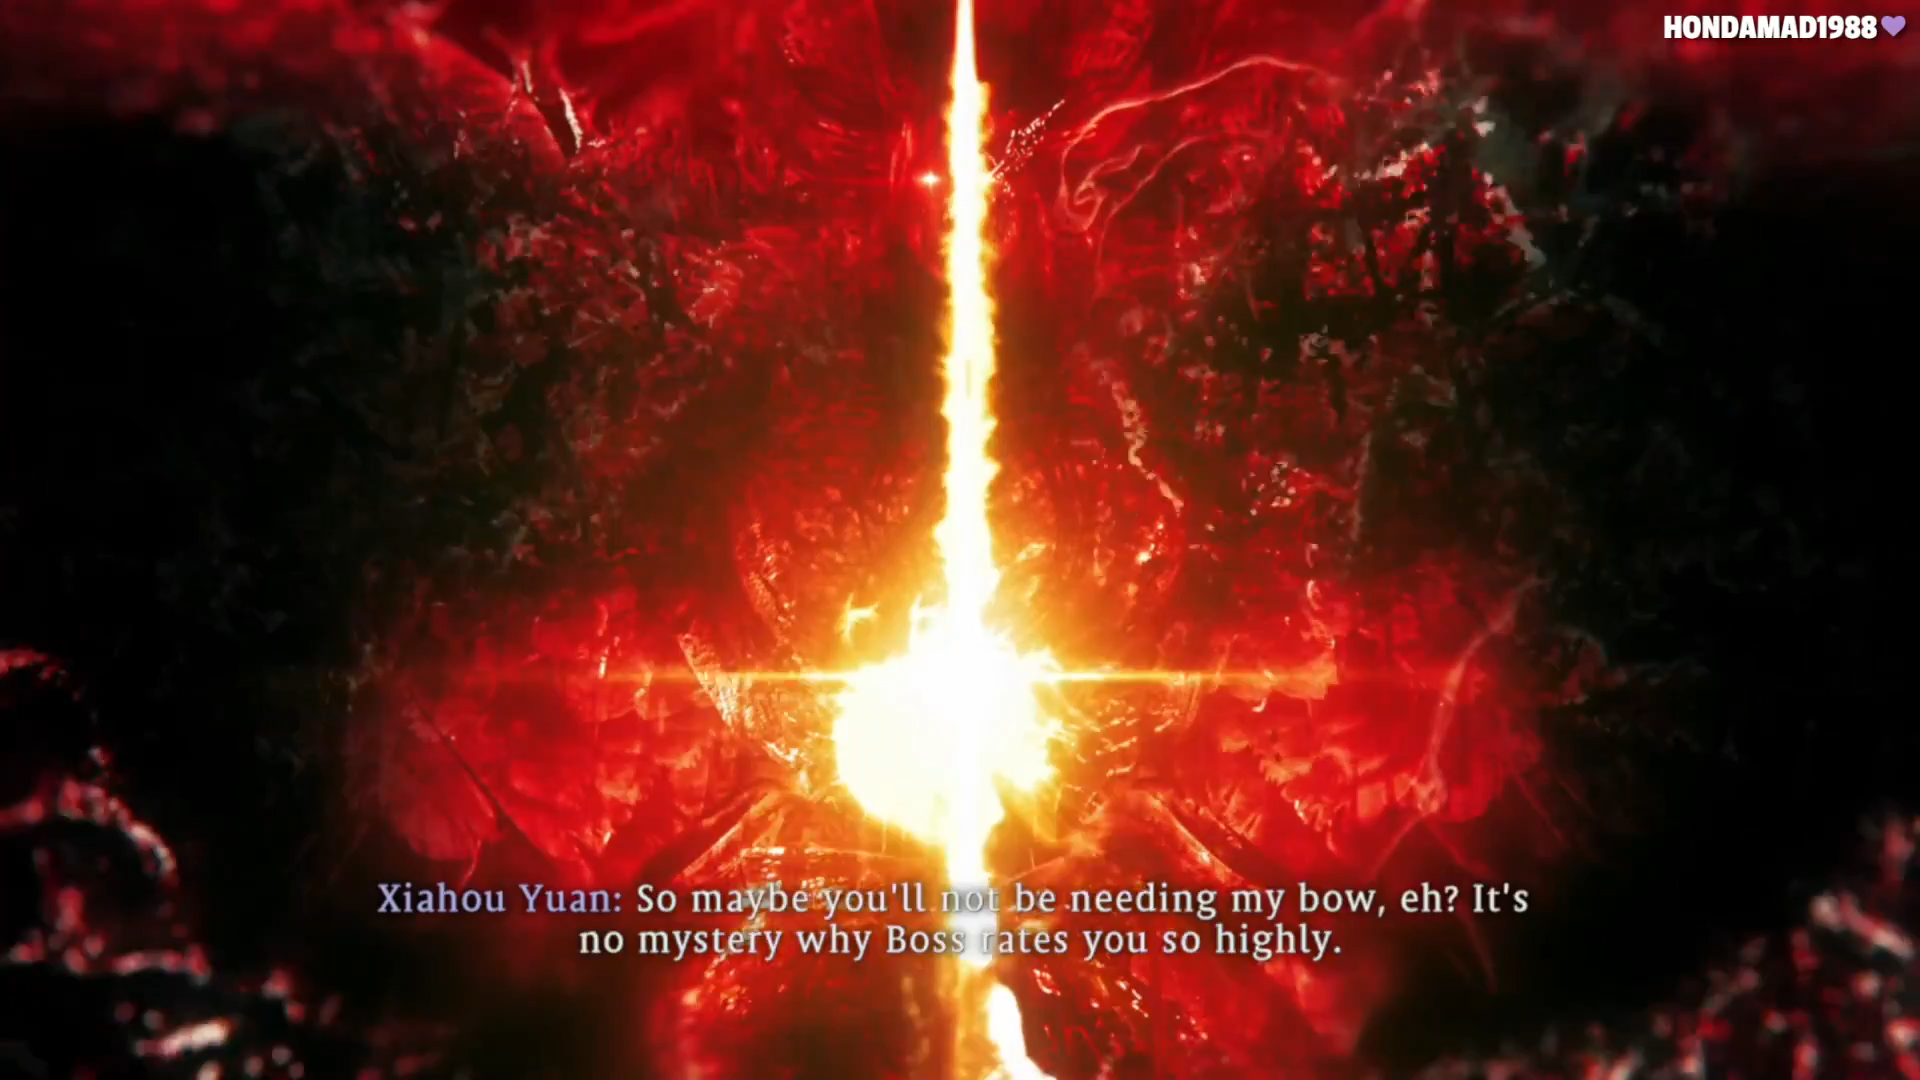 HONDAMAD1988
Xiahou Yuan: So maybe you'll not be needing my bow, eh? It's
no mystery why Boss rates you so highly.